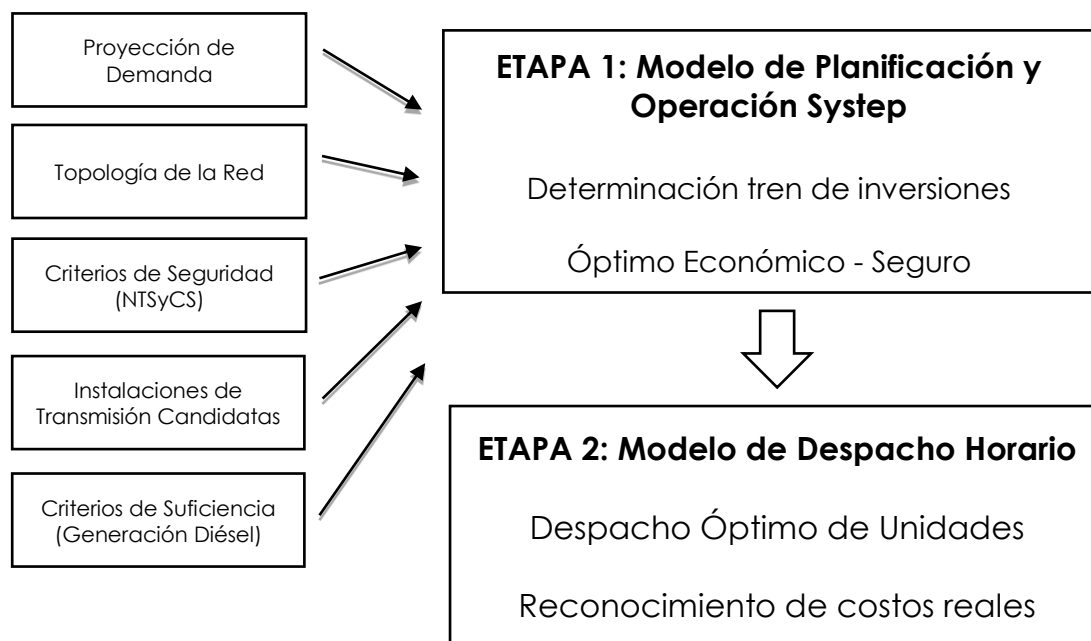 Proyección de
Demanda
Topología de la Red
Criterios de Seguridad
(NTSyCS)
Instalaciones de
Transmisión Candidatas
Criterios de Suficiencia
(Generación Diésel)
ETAPA 1: Modelo de Planificación y
Operación Systep
Determinación tren de inversiones
Óptimo Económico - Seguro
ETAPA 2: Modelo de Despacho Horario
Despacho Óptimo de Unidades
Reconocimiento de costos reales